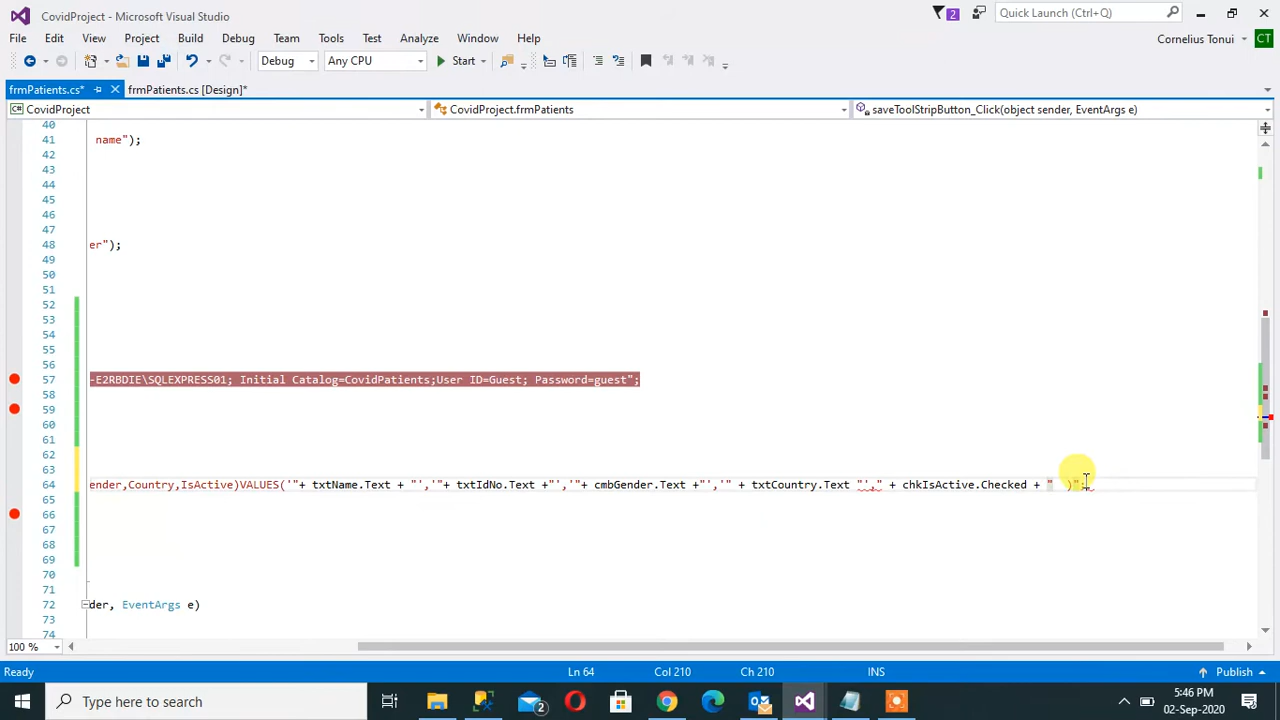 CovidProject - Microsoft Visual Studio
2
Quick Launch (Ctrl+Q)
File Edit View Project Build Debug Team Tools Test Analyze Window Help
Cornelius Tonui CT
Debug Any CPU Start
frmPatients.cs* frmPatients.cs [Design]*
CovidProject CovidProject.frmPatients saveToolStripButton_Click(object sender, EventArgs e)
40
41 name");
42
43
44
45
46
47
48 er");
49
50
51
52
53
54
55
56
57 -E2RBDIE\SQLEXPRESS01; Initial Catalog=CovidPatients;User ID=Guest; Password=guest";
58
59
60
61
62
63
64 ender,Country,IsActive)VALUES('"+ txtName.Text + "','"+ txtIdNo.Text +"','"+ cmbGender.Text +"','" + txtCountry.Text "'," + chkIsActive.Checked + " )";
65
66
67
68
69
70
71
72 der, EventArgs e)
73
74
100 %
Ready Ln 64 Col 210 Ch 210 INS Publish
Type here to search
2
5:46 PM
02-Sep-2020